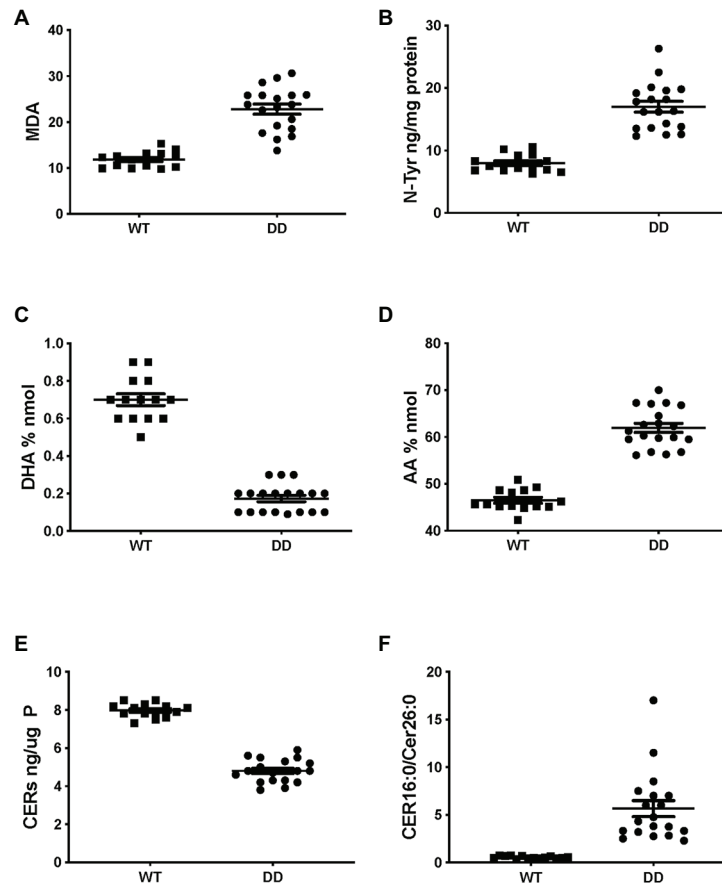 A
MDA
40
30
20
10
0
WT DD
B
N-Tyr ng/mg protein
30
20
10
0
WT DD
C
DHA % nmol
1.0
0.8
0.6
0.4
0.2
0.0
WT DD
D
AA % nmol
80
70
60
50
40
WT DD
E
CERs ng/ug P
10
8
6
4
2
0
WT DD
F
CER16:0/Cer26:0
20
15
10
5
0
WT DD